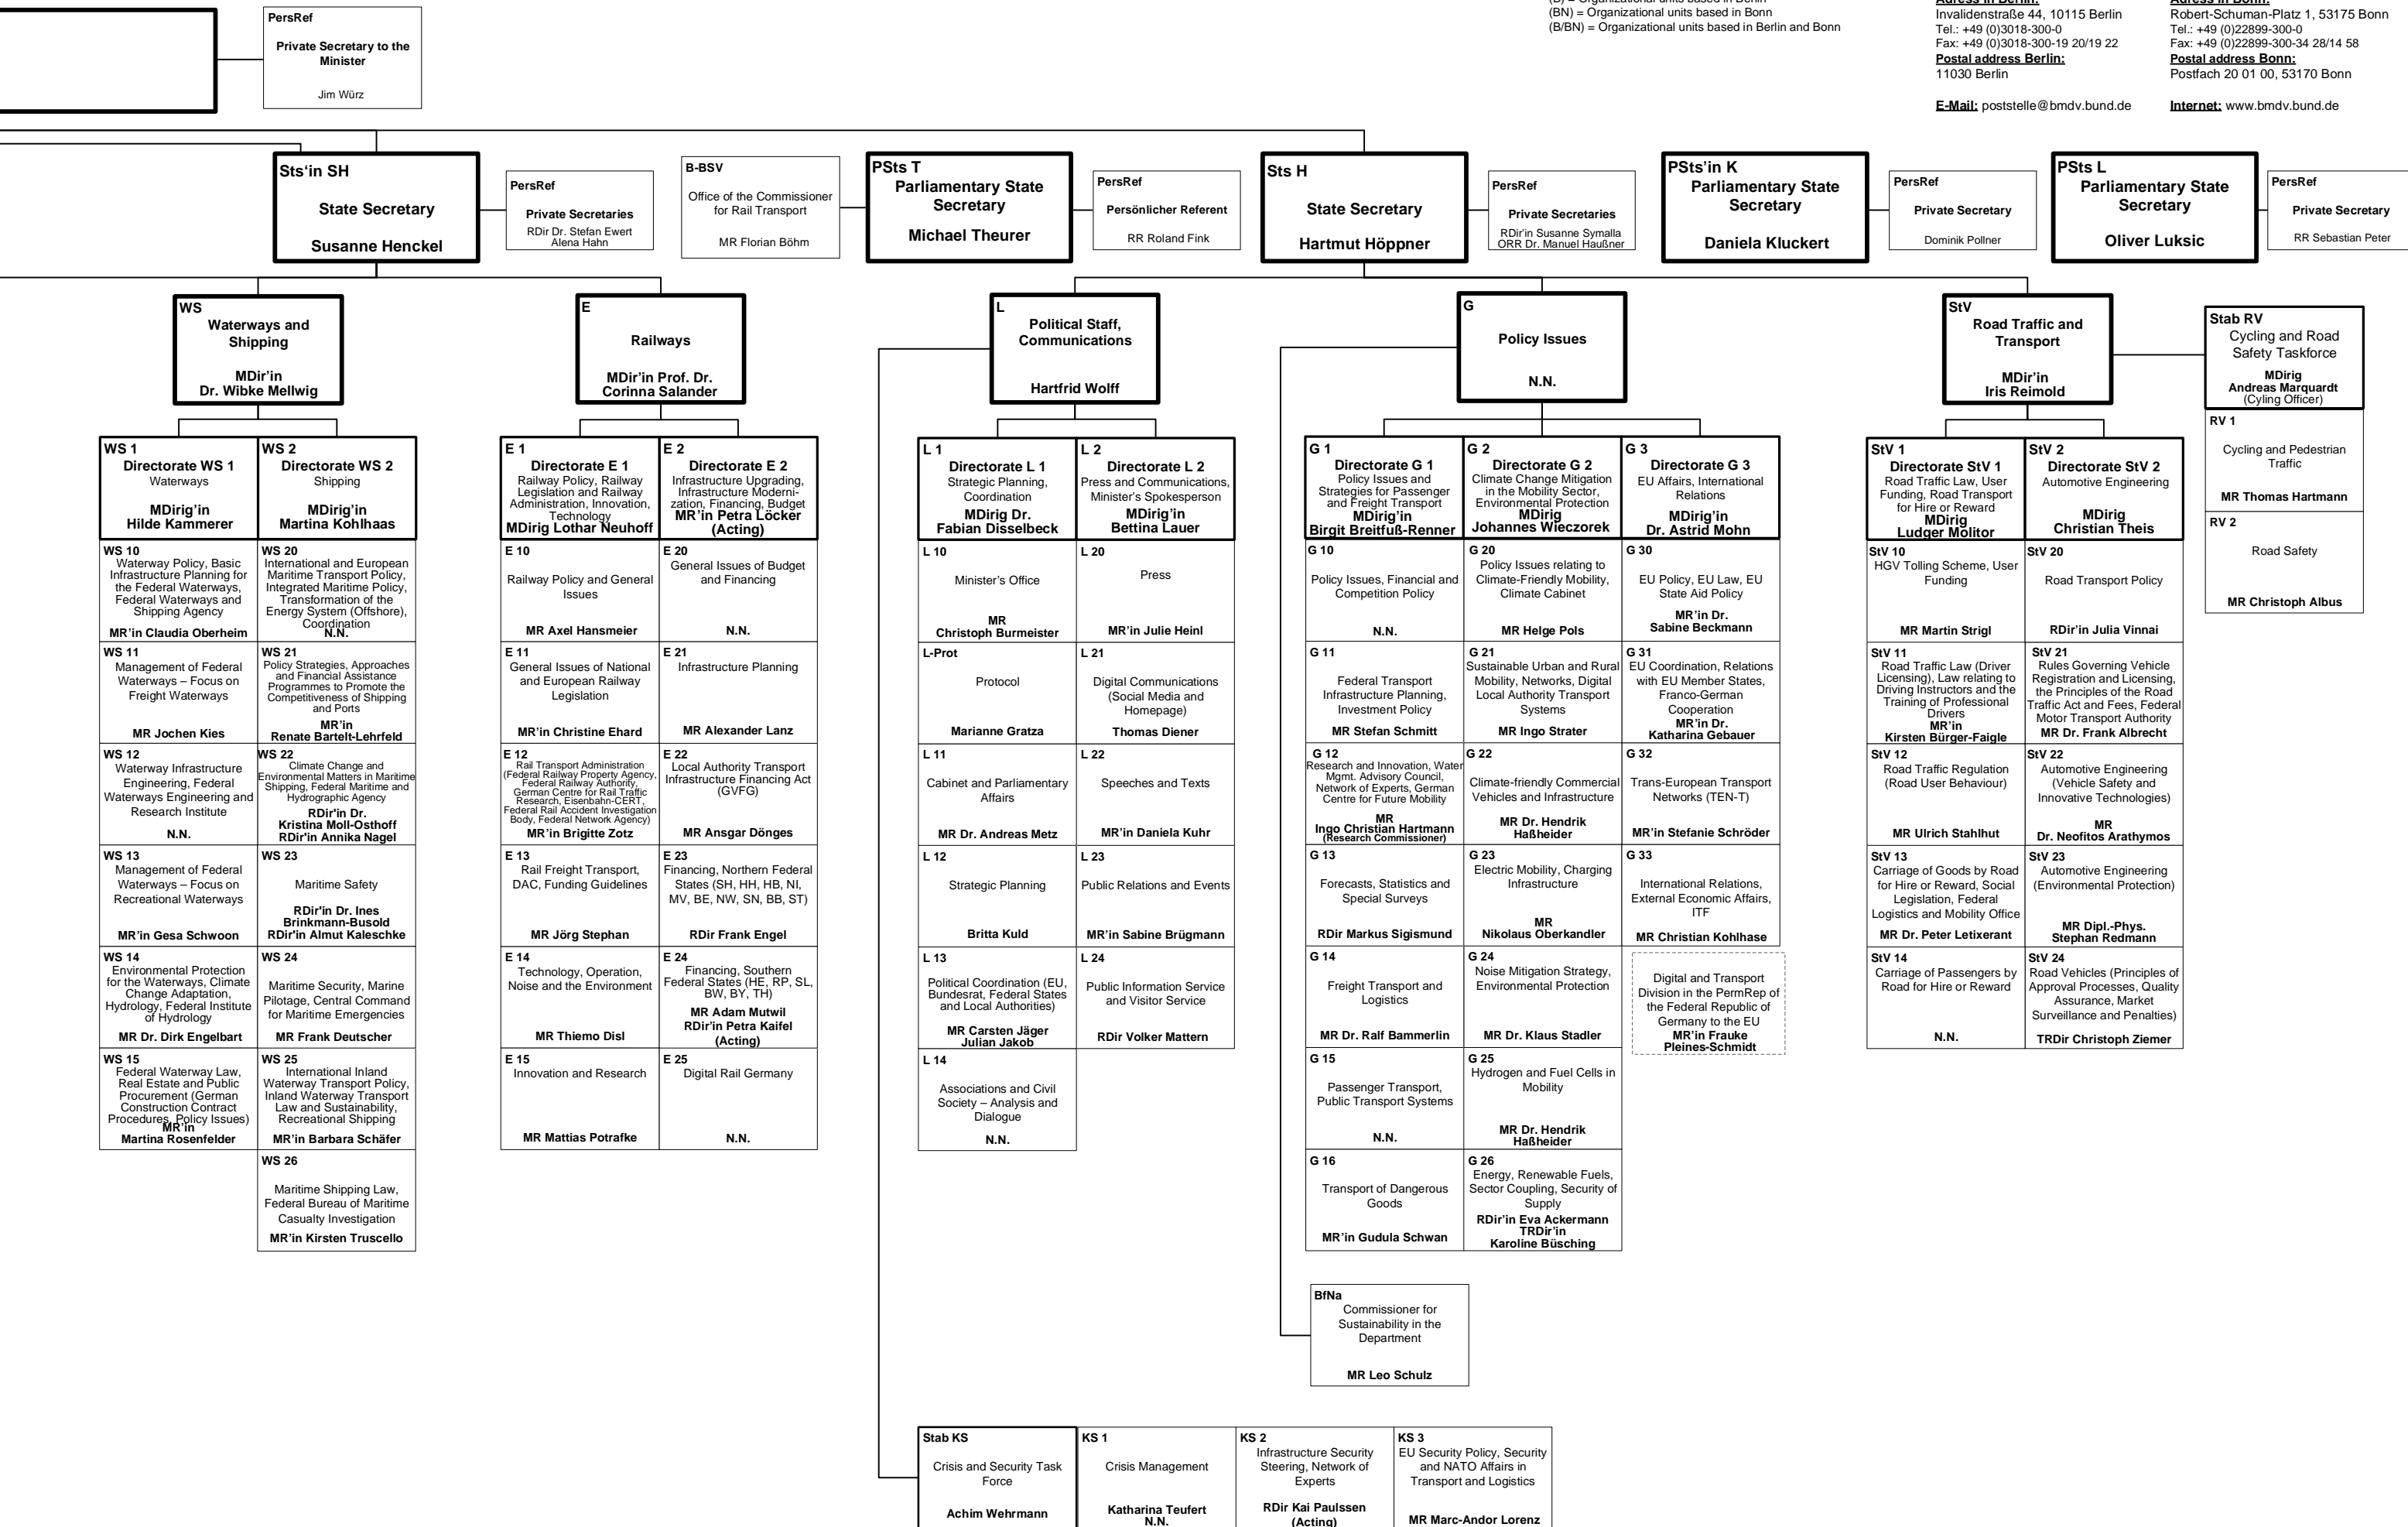 PersRef
Private Secretary to the
Minister
Jim Würz
(B) = Organizational units based in Berlin
(BN) = Organizational units based in Bonn
(B/BN) = Organizational units based in Berlin and Bonn
Adress in Berlin:
Invalidenstraße 44, 10115 Berlin
Tel.: +49 (0)3018-300-0
Fax: +49 (0)3018-300-19 20/19 22
Postal address Berlin:
11030 Berlin
E-Mail: poststelle@bmdv.bund.de
Adress in Bonn:
Robert-Schuman-Platz 1, 53175 Bonn
Tel.: +49 (0)22899-300-0
Fax: +49 (0)22899-300-34 28/14 58
Postal address Bonn:
Postfach 20 01 00, 53170 Bonn
Internet: www.bmdv.bund.de
Sts‘in SH
State Secretary
Susanne Henckel
PersRef
Private Secretaries
RDir Dr. Stefan Ewert
Alena Hahn
B-BSV
Office of the Commissioner
for Rail Transport
MR Florian Böhm
PSts T
Parliamentary State
Secretary
Michael Theurer
PersRef
Persönlicher Referent
RR Roland Fink
Sts H
State Secretary
Hartmut Höppner
PersRef
Private Secretaries
RDir’in Susanne Symalla
ORR Dr. Manuel Haußner
PSts’in K
Parliamentary State
Secretary
Daniela Kluckert
PersRef
Private Secretary
Dominik Pollner
PSts L
Parliamentary State
Secretary
Oliver Luksic
PersRef
Private Secretary
RR Sebastian Peter
WS
Waterways and
Shipping
MDir’in
Dr. Wibke Mellwig
E
Railways
MDir’in Prof. Dr.
Corinna Salander
L
Political Staff,
Communications
Hartfrid Wolff
G
Policy Issues
N.N.
StV
Road Traffic and
Transport
MDir’in
Iris Reimold
Stab RV
Cycling and Road
Safety Taskforce
MDirig
Andreas Marquardt
(Cyling Officer)
RV 1
Cycling and Pedestrian
Traffic
MR Thomas Hartmann
RV 2
Road Safety
MR Christoph Albus
WS 1
Directorate WS 1
Waterways
MDirig’in
Hilde Kammerer
WS 10
Waterway Policy, Basic
Infrastructure Planning for
the Federal Waterways,
Federal Waterways and
Shipping Agency
MR’in Claudia Oberheim
WS 11
Management of Federal
Waterways – Focus on
Freight Waterways
MR Jochen Kies
WS 12
Waterway Infrastructure
Engineering, Federal
Waterways Engineering and
Research Institute
N.N.
WS 13
Management of Federal
Waterways – Focus on
Recreational Waterways
MR’in Gesa Schwoon
WS 14
Environmental Protection
for the Waterways, Climate
Change Adaptation,
Hydrology, Federal Institute
of Hydrology
MR Dr. Dirk Engelbart
WS 15
Federal Waterway Law,
Real Estate and Public
Procurement (German
Construction Contract
Procedures, Policy Issues)
MR’in
Martina Rosenfelder
WS 2
Directorate WS 2
Shipping
MDirig’in
Martina Kohlhaas
WS 20
International and European
Maritime Transport Policy,
Integrated Maritime Policy,
Transformation of the
Energy System (Offshore),
Coordination
N.N.
WS 21
Policy Strategies, Approaches
and Financial Assistance
Programmes to Promote the
Competitiveness of Shipping
and Ports
MR’in
Renate Bartelt-Lehrfeld
WS 22
Climate Change and
Environmental Matters in Maritime
Shipping, Federal Maritime and
Hydrographic Agency
RDir’in Dr.
Kristina Moll-Osthoff
RDir’in Annika Nagel
WS 23
Maritime Safety
RDir’in Dr. Ines
Brinkmann-Busold
RDir’in Almut Kaleschke
WS 24
Maritime Security, Marine
Pilotage, Central Command
for Maritime Emergencies
MR Frank Deutscher
WS 25
International Inland
Waterway Transport Policy,
Inland Waterway Transport
Law and Sustainability,
Recreational Shipping
MR’in Barbara Schäfer
WS 26
Maritime Shipping Law,
Federal Bureau of Maritime
Casualty Investigation
MR’in Kirsten Truscello
E 1
Directorate E 1
Railway Policy, Railway
Legislation and Railway
Administration, Innovation,
Technology
MDirig Lothar Neuhoff
E 10
Railway Policy and General
Issues
MR Axel Hansmeier
E 11
General Issues of National
and European Railway
Legislation
MR’in Christine Ehard
E 12
Rail Transport Administration
(Federal Railway Property Agency,
Federal Railway Authority,
German Centre for Rail Traffic
Research, Eisenbahn-CERT,
Federal Rail Accident Investigation
Body, Federal Network Agency)
MR’in Brigitte Zotz
E 13
Rail Freight Transport,
DAC, Funding Guidelines
MR Jörg Stephan
E 14
Technology, Operation,
Noise and the Environment
MR Thiemo Disl
E 15
Innovation and Research
MR Mattias Potrafke
E 2
Directorate E 2
Infrastructure Upgrading,
Infrastructure Moderni-
zation, Financing, Budget
MR’in Petra Löcker
(Acting)
E 20
General Issues of Budget
and Financing
N.N.
E 21
Infrastructure Planning
MR Alexander Lanz
E 22
Local Authority Transport
Infrastructure Financing Act
(GVFG)
MR Ansgar Dönges
E 23
Financing, Northern Federal
States (SH, HH, HB, NI,
MV, BE, NW, SN, BB, ST)
RDir Frank Engel
E 24
Financing, Southern
Federal States (HE, RP, SL,
BW, BY, TH)
MR Adam Mutwil
RDir’in Petra Kaifel
(Acting)
E 25
Digital Rail Germany
N.N.
L 1
Directorate L 1
Strategic Planning,
Coordination
MDirig Dr.
Fabian Disselbeck
L 10
Minister’s Office
MR
Christoph Burmeister
L-Prot
Protocol
Marianne Gratza
L 11
Cabinet and Parliamentary
Affairs
MR Dr. Andreas Metz
L 12
Strategic Planning
Britta Kuld
L 13
Political Coordination (EU,
Bundesrat, Federal States
and Local Authorities)
MR Carsten Jäger
Julian Jakob
L 14
Associations and Civil
Society – Analysis and
Dialogue
N.N.
L 2
Directorate L 2
Press and Communications,
Minister’s Spokesperson
MDirig’in
Bettina Lauer
L 20
Press
MR’in Julie Heinl
L 21
Digital Communications
(Social Media and
Homepage)
Thomas Diener
L 22
Speeches and Texts
MR’in Daniela Kuhr
L 23
Public Relations and Events
MR’in Sabine Brügmann
L 24
Public Information Service
and Visitor Service
RDir Volker Mattern
G 1
Directorate G 1
Policy Issues and
Strategies for Passenger
and Freight Transport
MDirig’in
Birgit Breitfuß-Renner
G 10
Policy Issues, Financial and
Competition Policy
N.N.
G 11
Federal Transport
Infrastructure Planning,
Investment Policy
MR Stefan Schmitt
G 12
Research and Innovation, Water
Mgmt. Advisory Council,
Network of Experts, German
Centre for Future Mobility
MR
Ingo Christian Hartmann
(Research Commissioner)
G 13
Forecasts, Statistics and
Special Surveys
RDir Markus Sigismund
G 14
Freight Transport and
Logistics
MR Dr. Ralf Bammerlin
G 15
Passenger Transport,
Public Transport Systems
N.N.
G 16
Transport of Dangerous
Goods
MR’in Gudula Schwan
G 2
Directorate G 2
Climate Change Mitigation
in the Mobility Sector,
Environmental Protection
MDirig
Johannes Wieczorek
G 20
Policy Issues relating to
Climate-Friendly Mobility,
Climate Cabinet
MR Helge Pols
G 21
Sustainable Urban and Rural
Mobility, Networks, Digital
Local Authority Transport
Systems
MR Ingo Strater
G 22
Climate-friendly Commercial
Vehicles and Infrastructure
MR Dr. Hendrik
Haßheider
G 23
Electric Mobility, Charging
Infrastructure
MR
Nikolaus Oberkandler
G 24
Noise Mitigation Strategy,
Environmental Protection
MR Dr. Klaus Stadler
G 25
Hydrogen and Fuel Cells in
Mobility
MR Dr. Hendrik
Haßheider
G 26
Energy, Renewable Fuels,
Sector Coupling, Security of
Supply
RDir’in Eva Ackermann
TRDir’in
Karoline Büsching
G 3
Directorate G 3
EU Affairs, International
Relations
MDirig’in
Dr. Astrid Mohn
G 30
EU Policy, EU Law, EU
State Aid Policy
MR’in Dr.
Sabine Beckmann
G 31
EU Coordination, Relations
with EU Member States,
Franco-German
Cooperation
MR’in Dr.
Katharina Gebauer
G 32
Trans-European Transport
Networks (TEN-T)
MR’in Stefanie Schröder
G 33
International Relations,
External Economic Affairs,
ITF
MR Christian Kohlhase
Digital and Transport
Division in the PermRep of
the Federal Republic of
Germany to the EU
MR’in Frauke
Pleines-Schmidt
StV 1
Directorate StV 1
Road Traffic Law, User
Funding, Road Transport
for Hire or Reward
MDirig
Ludger Molitor
StV 10
HGV Tolling Scheme, User
Funding
MR Martin Strigl
StV 11
Road Traffic Law (Driver
Licensing), Law relating to
Driving Instructors and the
Training of Professional
Drivers
MR’in
Kirsten Bürger-Faigle
StV 12
Road Traffic Regulation
(Road User Behaviour)
MR Ulrich Stahlhut
StV 13
Carriage of Goods by Road
for Hire or Reward, Social
Legislation, Federal
Logistics and Mobility Office
MR Dr. Peter Letixerant
StV 14
Carriage of Passengers by
Road for Hire or Reward
N.N.
StV 2
Directorate StV 2
Automotive Engineering
MDirig
Christian Theis
StV 20
Road Transport Policy
RDir’in Julia Vinnai
StV 21
Rules Governing Vehicle
Registration and Licensing,
the Principles of the Road
Traffic Act and Fees, Federal
Motor Transport Authority
MR Dr. Frank Albrecht
StV 22
Automotive Engineering
(Vehicle Safety and
Innovative Technologies)
MR
Dr. Neofitos Arathymos
StV 23
Automotive Engineering
(Environmental Protection)
MR Dipl.-Phys.
Stephan Redmann
StV 24
Road Vehicles (Principles of
Approval Processes, Quality
Assurance, Market
Surveillance and Penalties)
TRDir Christoph Ziemer
BfNa
Commissioner for
Sustainability in the
Department
MR Leo Schulz
Stab KS
Crisis and Security Task
Force
Achim Wehrmann
KS 1
Crisis Management
Katharina Teufert
N.N.
KS 2
Infrastructure Security
Steering, Network of
Experts
RDir Kai Paulssen
(Acting)
KS 3
EU Security Policy, Security
and NATO Affairs in
Transport and Logistics
MR Marc-Andor Lorenz